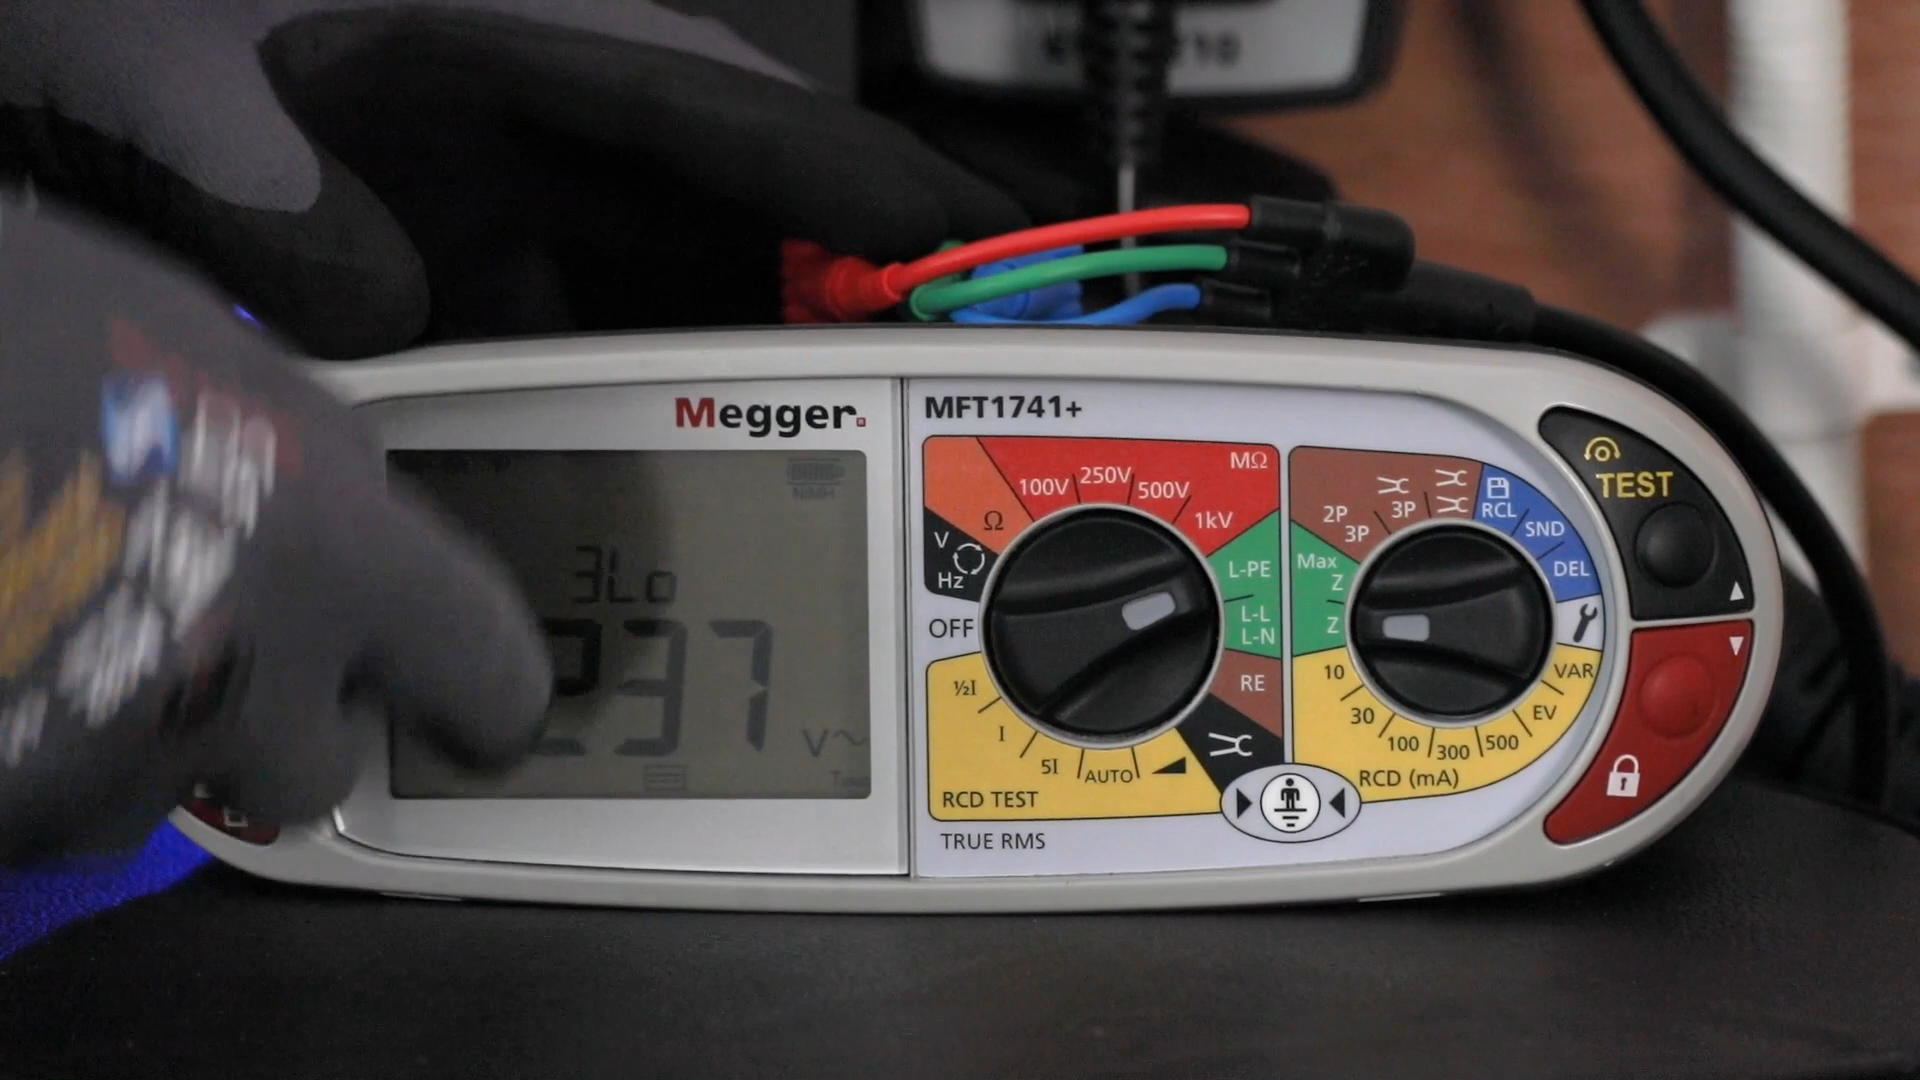 Megger.
MFT1741+
NiMH
3Lo
237
V~
MΩ
100V
250V
500V
1kV
Ω
V
Hz
OFF
L-PE
L-L
L-N
RE
½I
I
5I
AUTO
RCD TEST
TRUE RMS
2P
3P
3P
RCL
SND
DEL
Max
Z
Z
10
30
100
300
500
EV
VAR
RCD (mA)
TEST